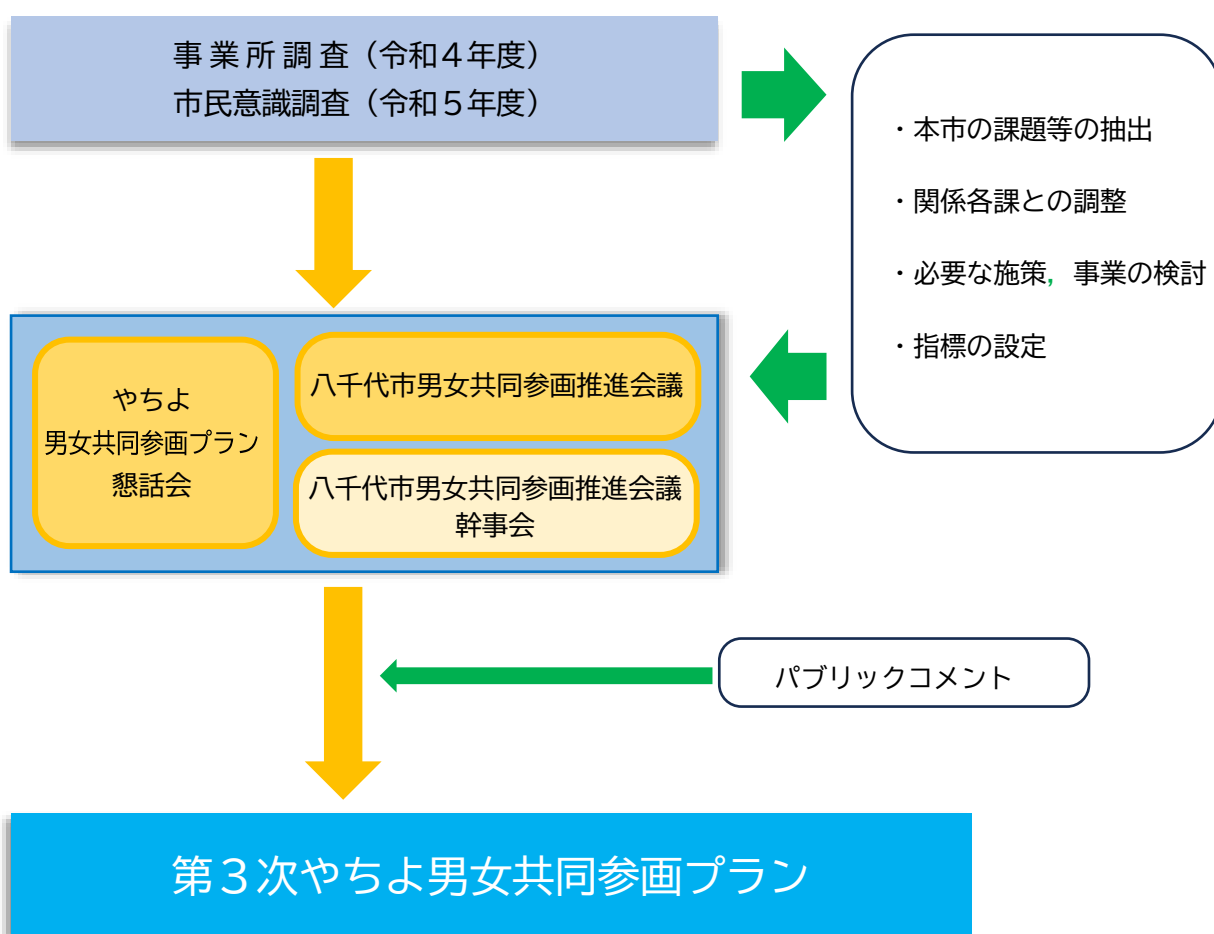 事業所調査（令和４年度）
市民意識調査（令和５年度）
・本市の課題等の抽出
・関係各課との調整
・必要な施策，事業の検討
・指標の設定
やちよ
男女共同参画プラン
懇話会
八千代市男女共同参画推進会議
八千代市男女共同参画推進会議
幹事会
パブリックコメント
第３次やちよ男女共同参画プラン